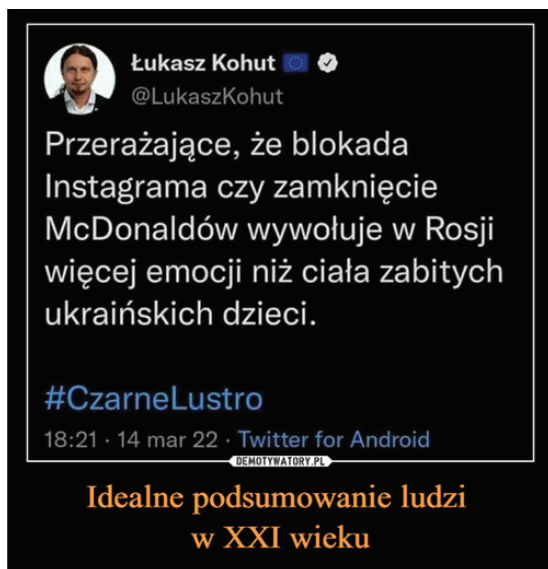 Łukasz Kohut
@LukaszKohut
Przerażające, że blokada
Instagrama czy zamknięcie
McDonaldów wywołuje w Rosji
więcej emocji niż ciała zabitych
ukraińskich dzieci.
#CzarneLustro
18:21 · 14 mar 22 · Twitter for Android
DEMOTYWATORY.PL
Idealne podsumowanie ludzi
w XXI wieku